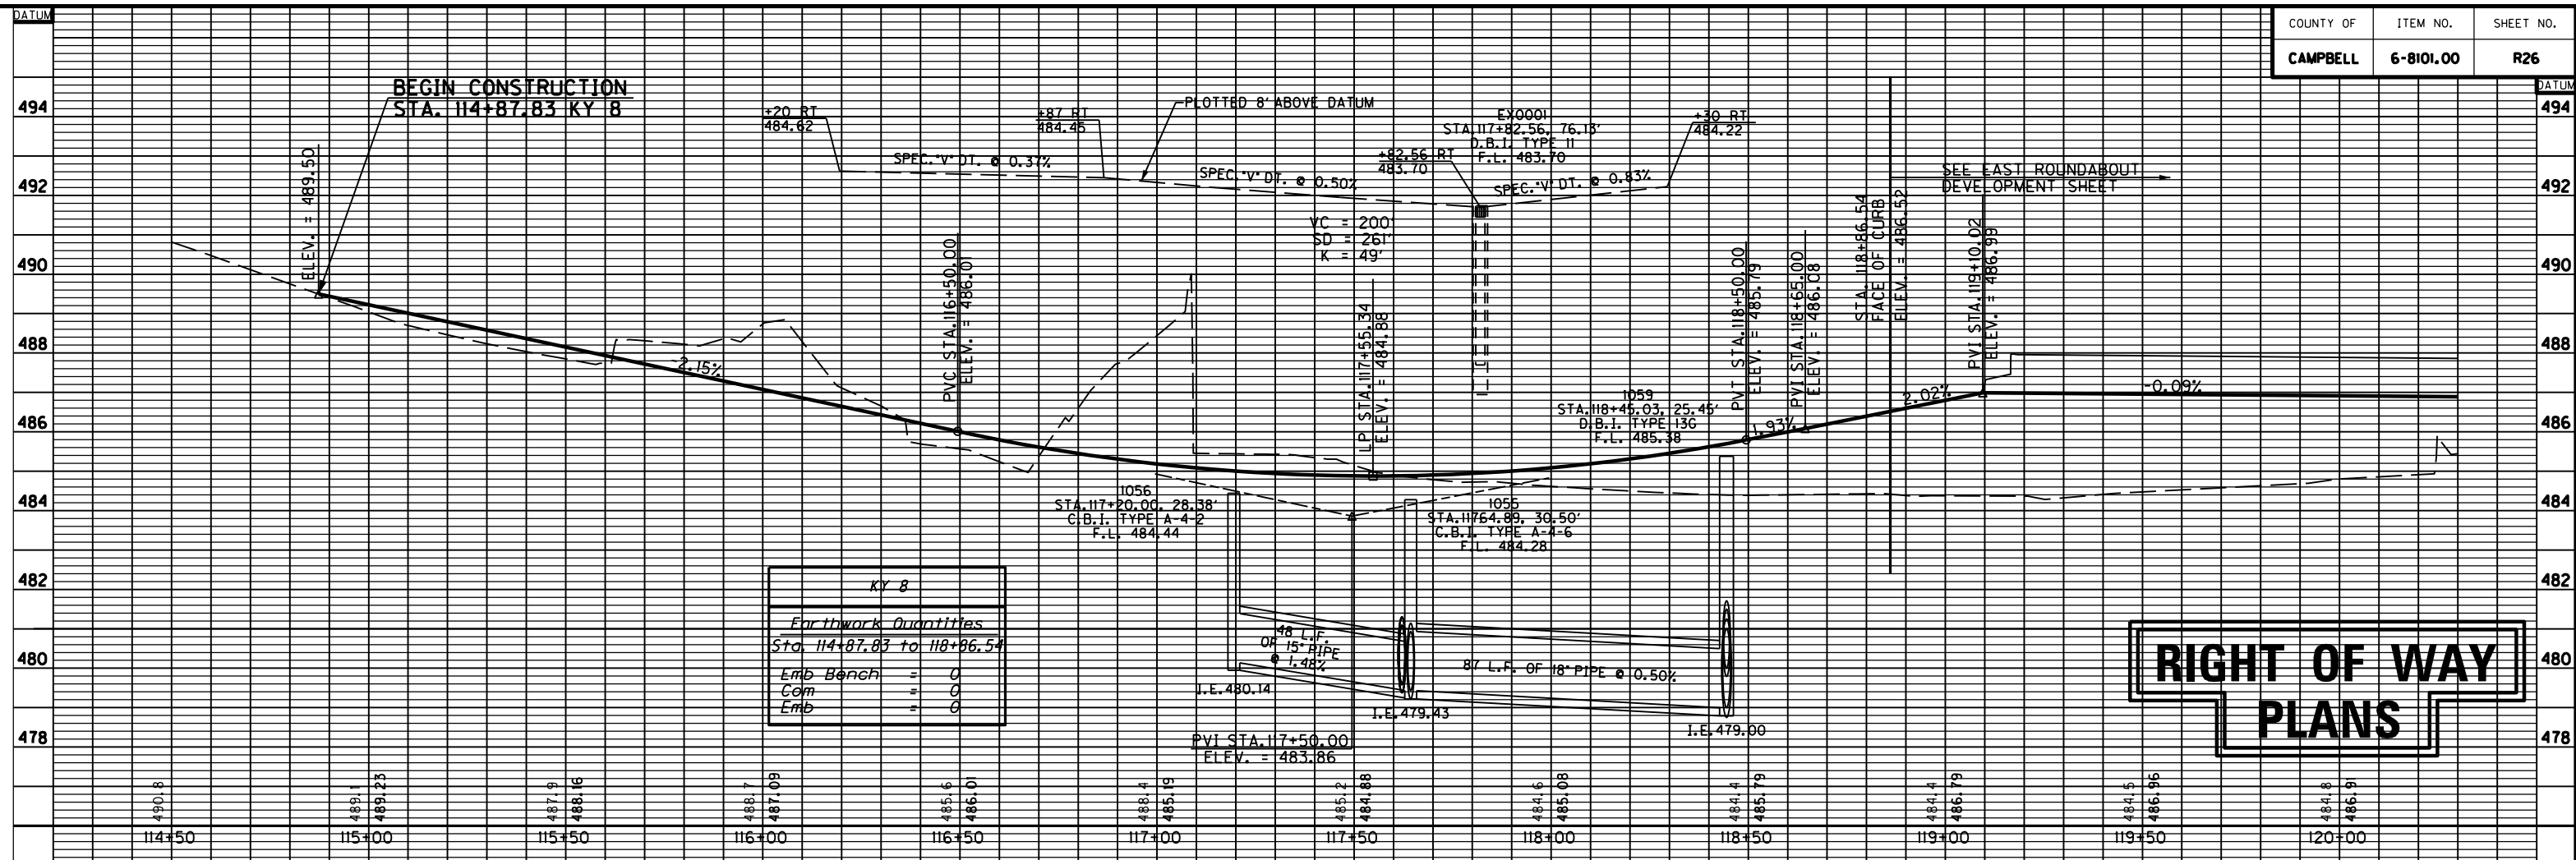 DATUM
COUNTY OF ITEM NO. SHEET NO.
CAMPBELL 6-8101.00 R26
DATUM
494
492
490
488
486
484
482
480
478
494
492
490
488
486
484
482
480
478
BEGIN CONSTRUCTION
STA. 114+87.83 KY 8
ELEV. = 489.50
+20 RT
484.62
SPEC. "V" DT. @ 0.37%
+87 RT
484.45
PLOTTED 8' ABOVE DATUM
SPEC. "V" DT. @ 0.50%
EX0001
STA.117+82.56, 76.13'
D.B.I. TYPE 11
F.L. 483.70
+82.56 RT
483.70
SPEC. "V" DT. @ 0.83%
+30 RT
484.22
SEE EAST ROUNDABOUT
DEVELOPMENT SHEET
VC = 200'
SD = 261'
K = 49'
-2.15%
PVC STA.116+50.00
ELEV. = 486.01
LP STA.117+55.34
ELEV. = 484.88
PVT STA.118+50.00
ELEV. = 485.79
PVI STA.118+65.00
ELEV. = 486.08
STA. 118+86.54
FACE OF CURB
ELEV. = 486.52
PVI STA.119+10.02
ELEV. = 486.99
1.93%
2.02%
-0.09%
1059
STA.118+45.03, 25.45'
D.B.I. TYPE 13G
F.L. 485.38
1056
STA.117+20.00, 28.38'
C.B.I. TYPE A-4-2
F.L. 484.44
1055
STA.11764.89, 30.50'
C.B.I. TYPE A-4-6
F.L. 484.28
KY 8
Earthwork Quantities
Sta. 114+87.83 to 118+86.54
Emb Bench = 0
Com = 0
Emb = 0
48 L.F.
OF 15" PIPE
@ 1.48%
87 L.F. OF 18" PIPE @ 0.50%
I.E.480.14
I.E.479.43
I.E.479.00
PVI STA.117+50.00
ELEV. = 483.86
RIGHT OF WAY
PLANS
490.8
489.1
489.23
487.9
488.16
488.7
487.09
485.6
486.01
488.4
485.19
485.2
484.88
484.6
485.08
484.4
485.79
484.4
486.79
484.5
486.96
484.8
486.91
114+50 115+00 115+50 116+00 116+50 117+00 117+50 118+00 118+50 119+00 119+50 120+00